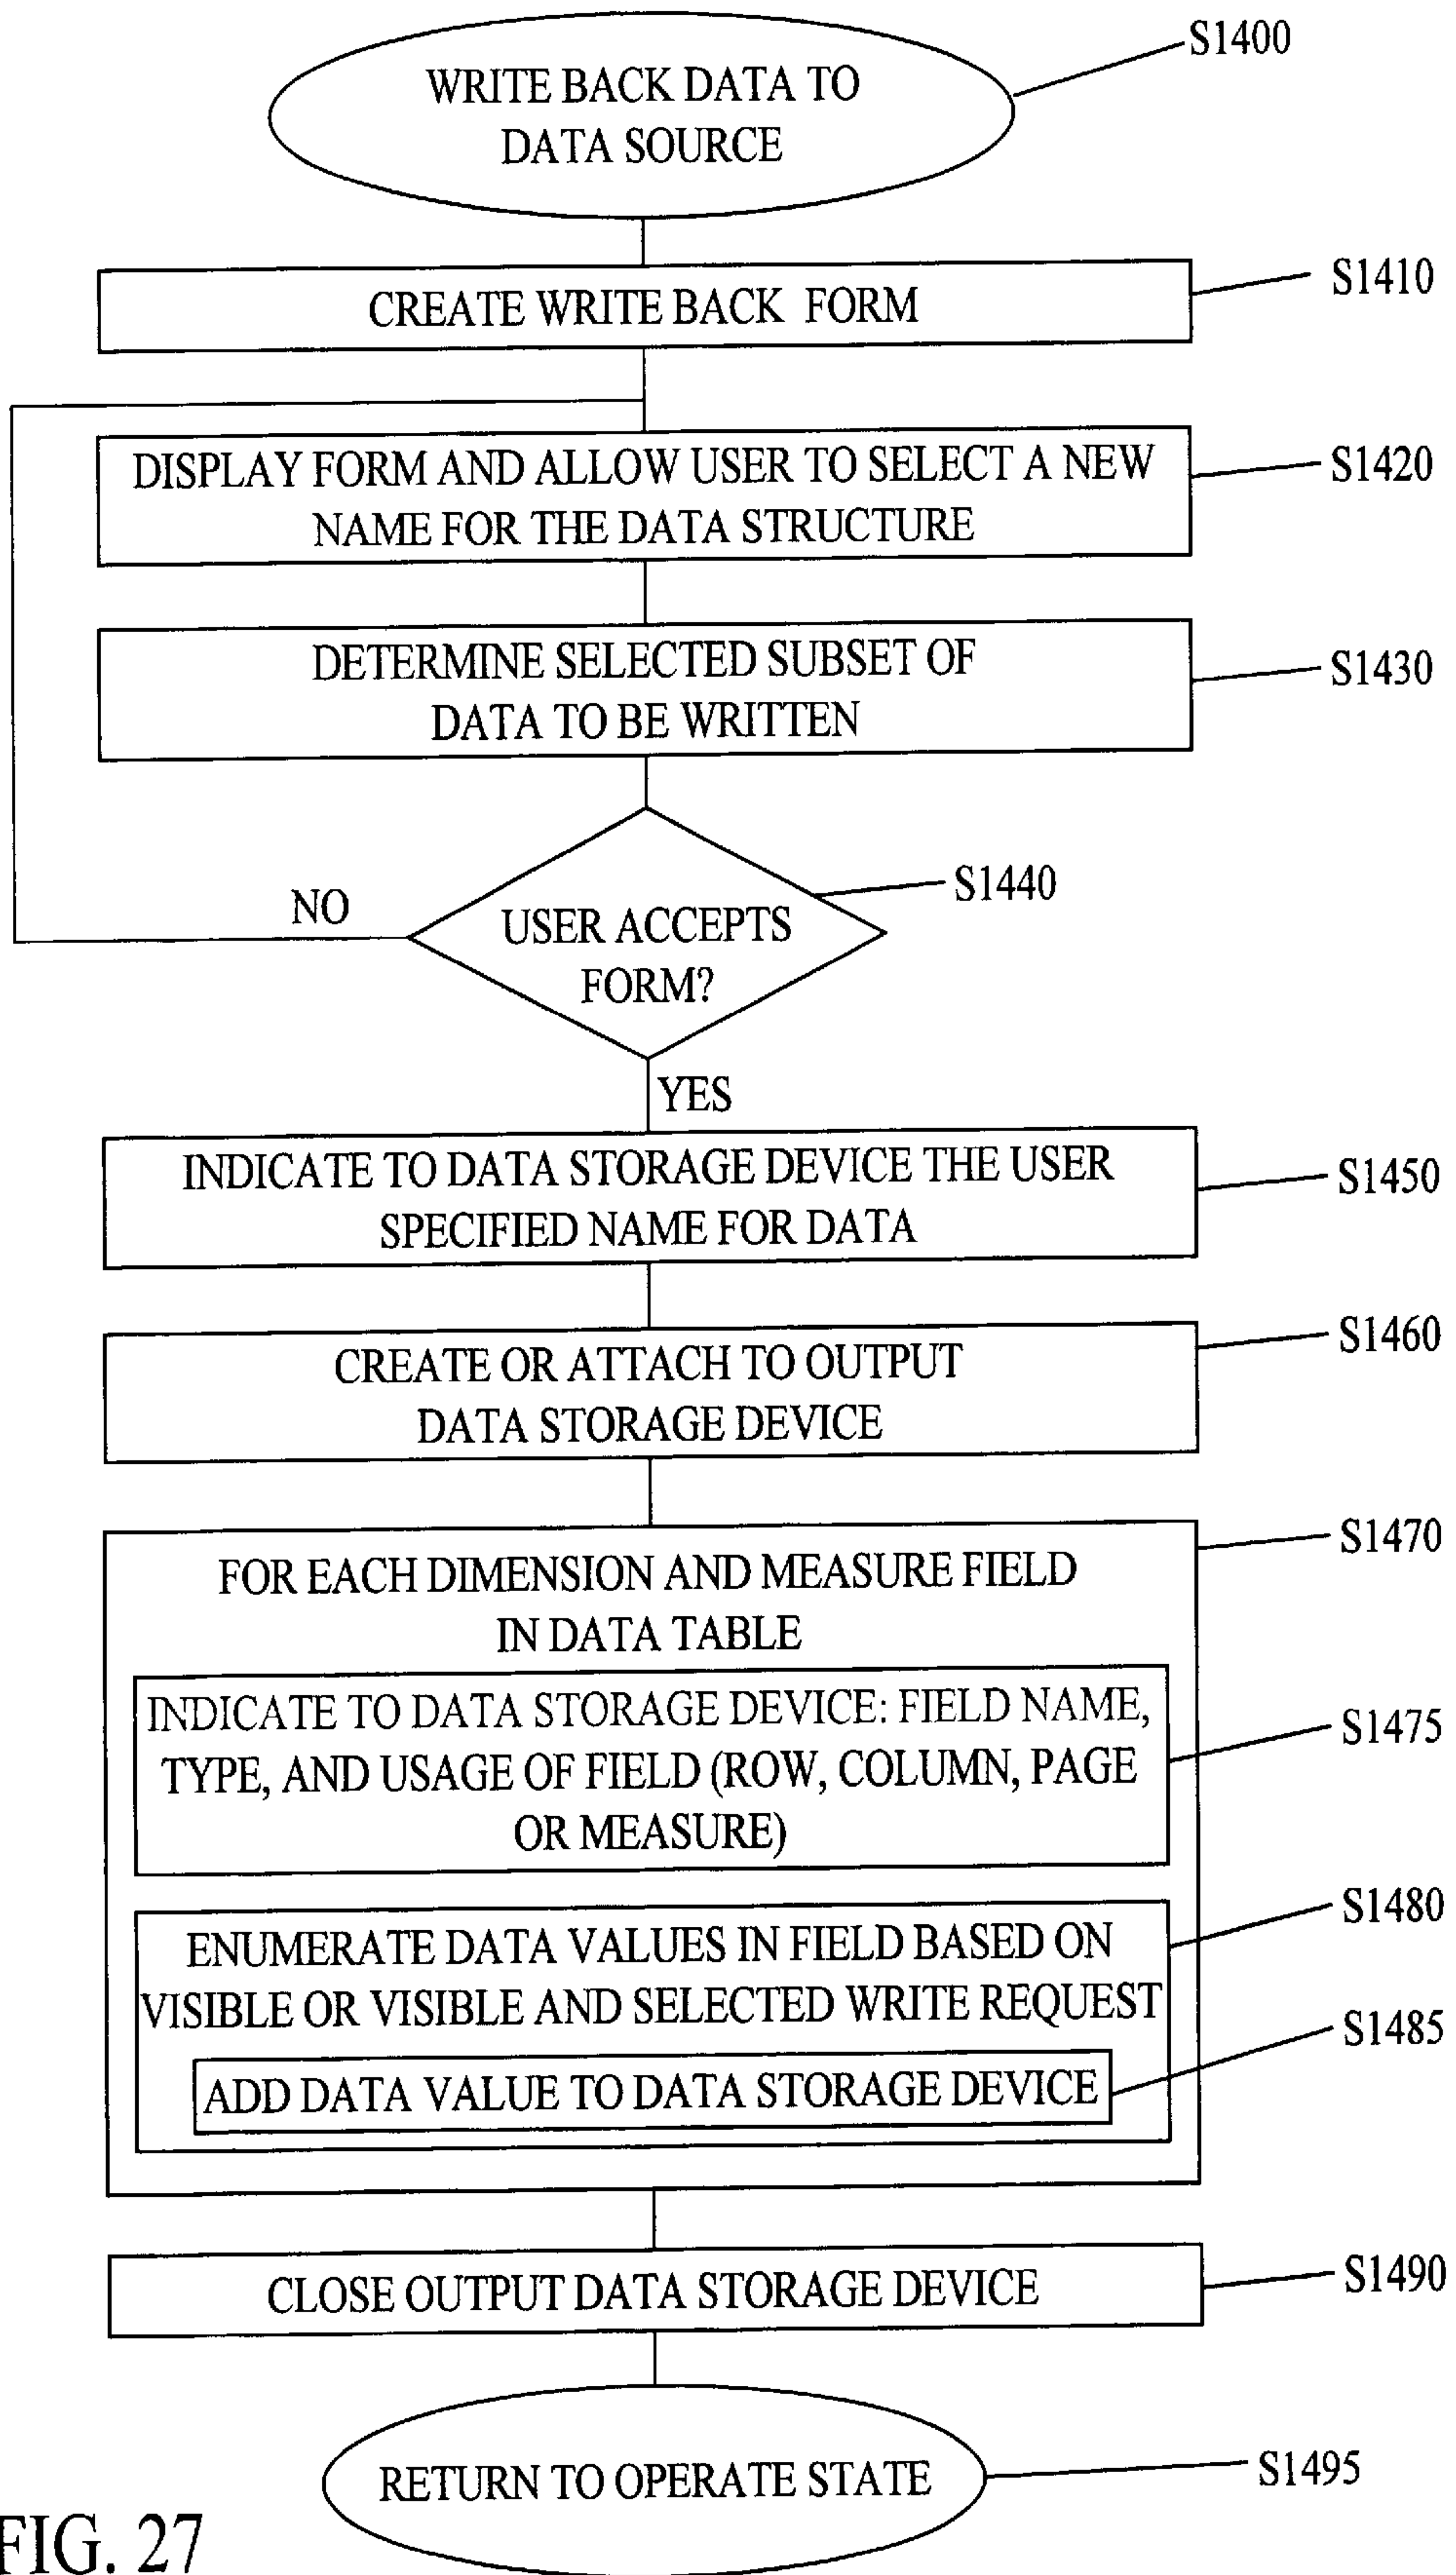 WRITE BACK DATA TO
DATA SOURCE
S1400
CREATE WRITE BACK FORM
S1410
DISPLAY FORM AND ALLOW USER TO SELECT A NEW
NAME FOR THE DATA STRUCTURE
S1420
DETERMINE SELECTED SUBSET OF
DATA TO BE WRITTEN
S1430
USER ACCEPTS
FORM?
S1440
NO
YES
INDICATE TO DATA STORAGE DEVICE THE USER
SPECIFIED NAME FOR DATA
S1450
CREATE OR ATTACH TO OUTPUT
DATA STORAGE DEVICE
S1460
FOR EACH DIMENSION AND MEASURE FIELD
IN DATA TABLE
S1470
INDICATE TO DATA STORAGE DEVICE: FIELD NAME,
TYPE, AND USAGE OF FIELD (ROW, COLUMN, PAGE
OR MEASURE)
S1475
ENUMERATE DATA VALUES IN FIELD BASED ON
VISIBLE OR VISIBLE AND SELECTED WRITE REQUEST
S1480
ADD DATA VALUE TO DATA STORAGE DEVICE
S1485
CLOSE OUTPUT DATA STORAGE DEVICE
S1490
RETURN TO OPERATE STATE
S1495
FIG. 27